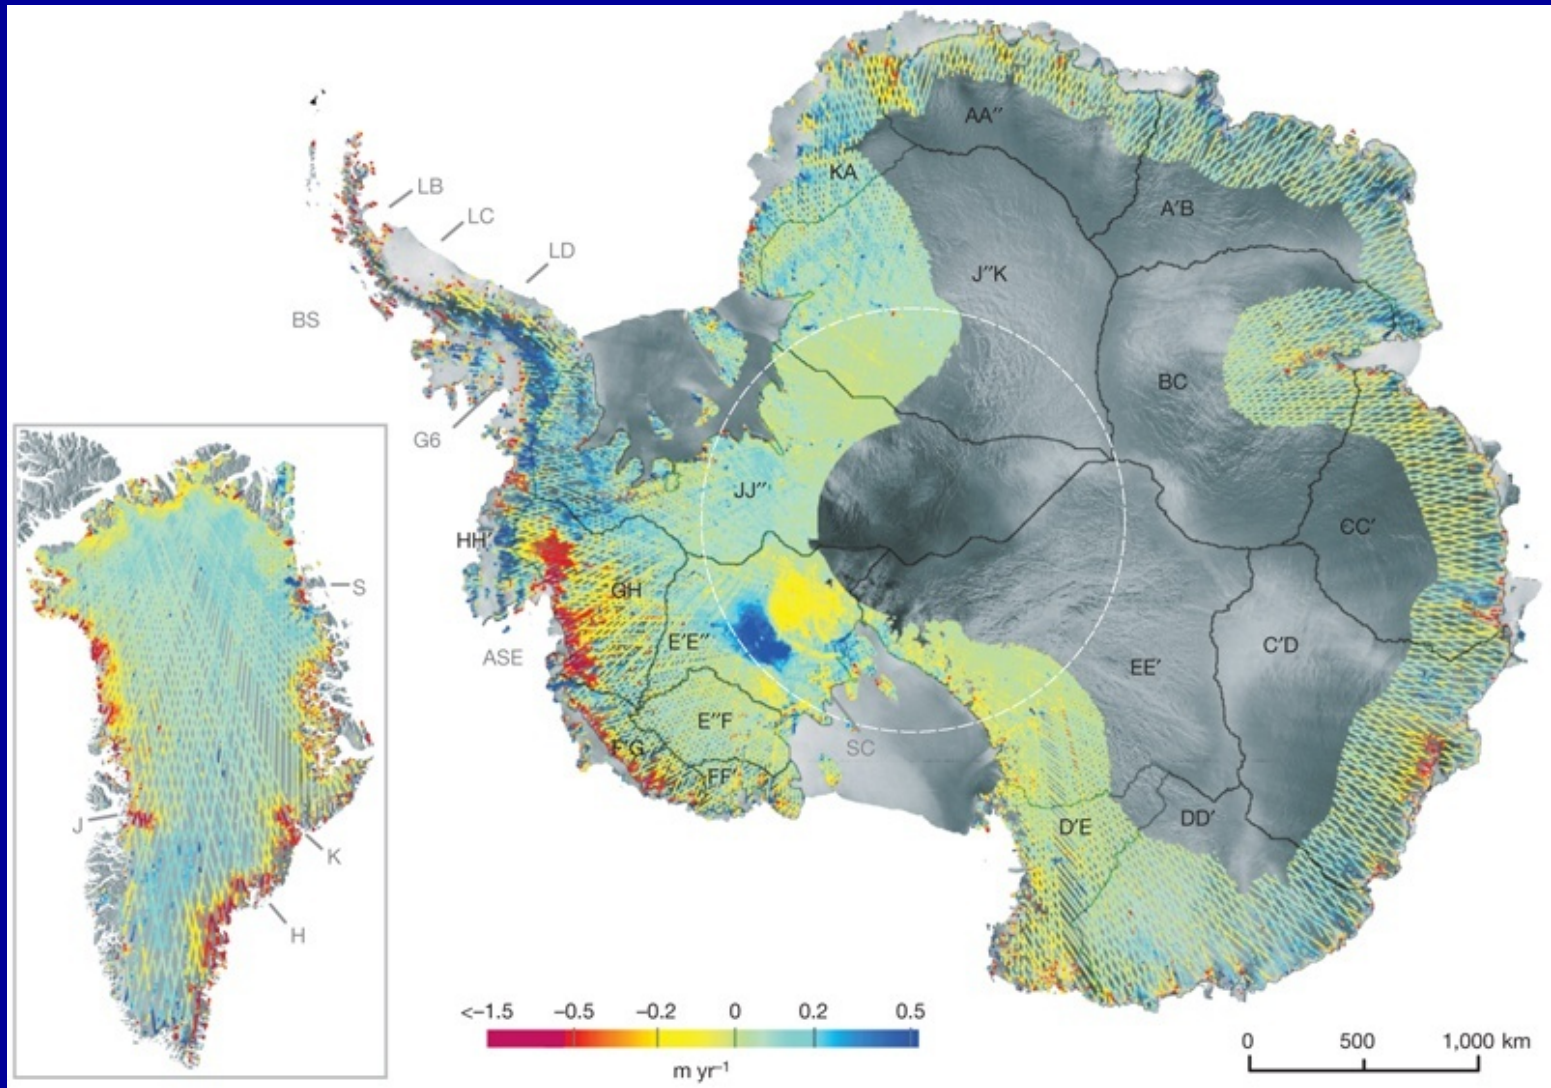 AA″
KA
LB
A′B
LC
LD
J″K
BS
BC
G6
JJ″
CC′
HH′
S
GH
E′E″
C′D
ASE
EE′
E″F
SC
FG
FF′
J
D′E
DD′
K
H
<–1.5 –0.5 –0.2 0 0.2 0.5
m yr⁻¹
0 500 1,000 km